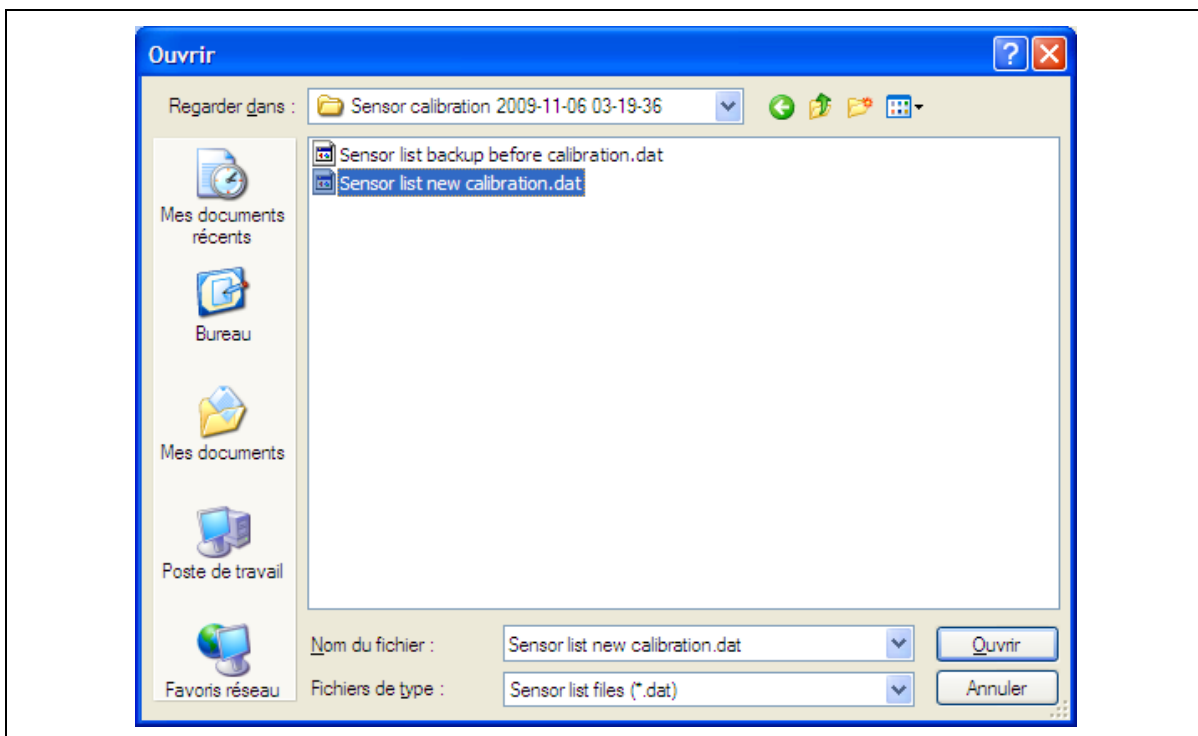 Ouvrir
Regarder dans :
Sensor calibration 2009-11-06 03-19-36
Mes documents
récents
Bureau
Mes documents
Poste de travail
Favoris réseau
Sensor list backup before calibration.dat
Sensor list new calibration.dat
Nom du fichier :
Sensor list new calibration.dat
Ouvrir
Fichiers de type :
Sensor list files (*.dat)
Annuler